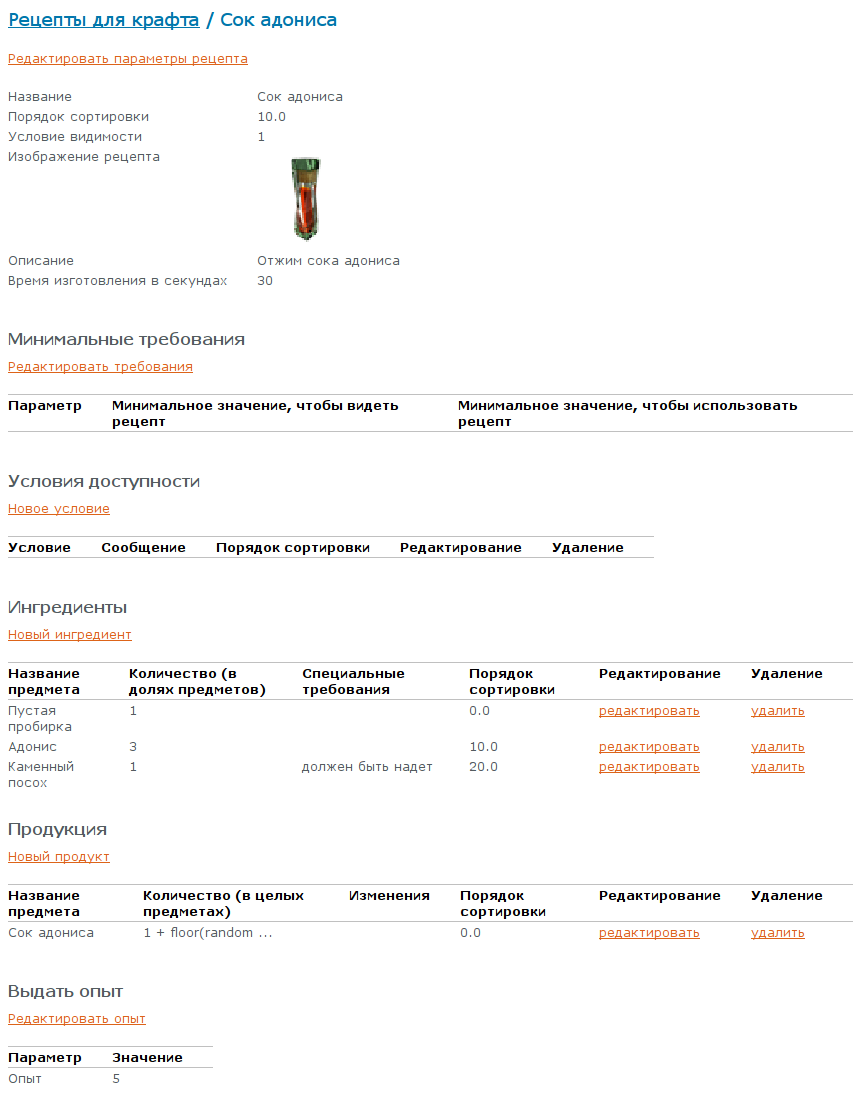 Рецепты для крафта / Сок адониса
Редактировать параметры рецепта
Название Сок адониса
Порядок сортировки 10.0
Условие видимости 1
Изображение рецепта
Описание Отжим сока адониса
Время изготовления в секундах 30
Минимальные требования
Редактировать требования
Параметр Минимальное значение, чтобы видеть рецепт Минимальное значение, чтобы использовать рецепт
Условия доступности
Новое условие
Условие Сообщение Порядок сортировки Редактирование Удаление
Ингредиенты
Новый ингредиент
Название предмета Количество (в долях предметов) Специальные требования Порядок сортировки Редактирование Удаление
Пустая пробирка 1 0.0 редактировать удалить
Адонис 3 10.0 редактировать удалить
Каменный посох 1 должен быть надет 20.0 редактировать удалить
Продукция
Новый продукт
Название предмета Количество (в целых предметах) Изменения Порядок сортировки Редактирование Удаление
Сок адониса 1 + floor(random ... 0.0 редактировать удалить
Выдать опыт
Редактировать опыт
Параметр Значение
Опыт 5